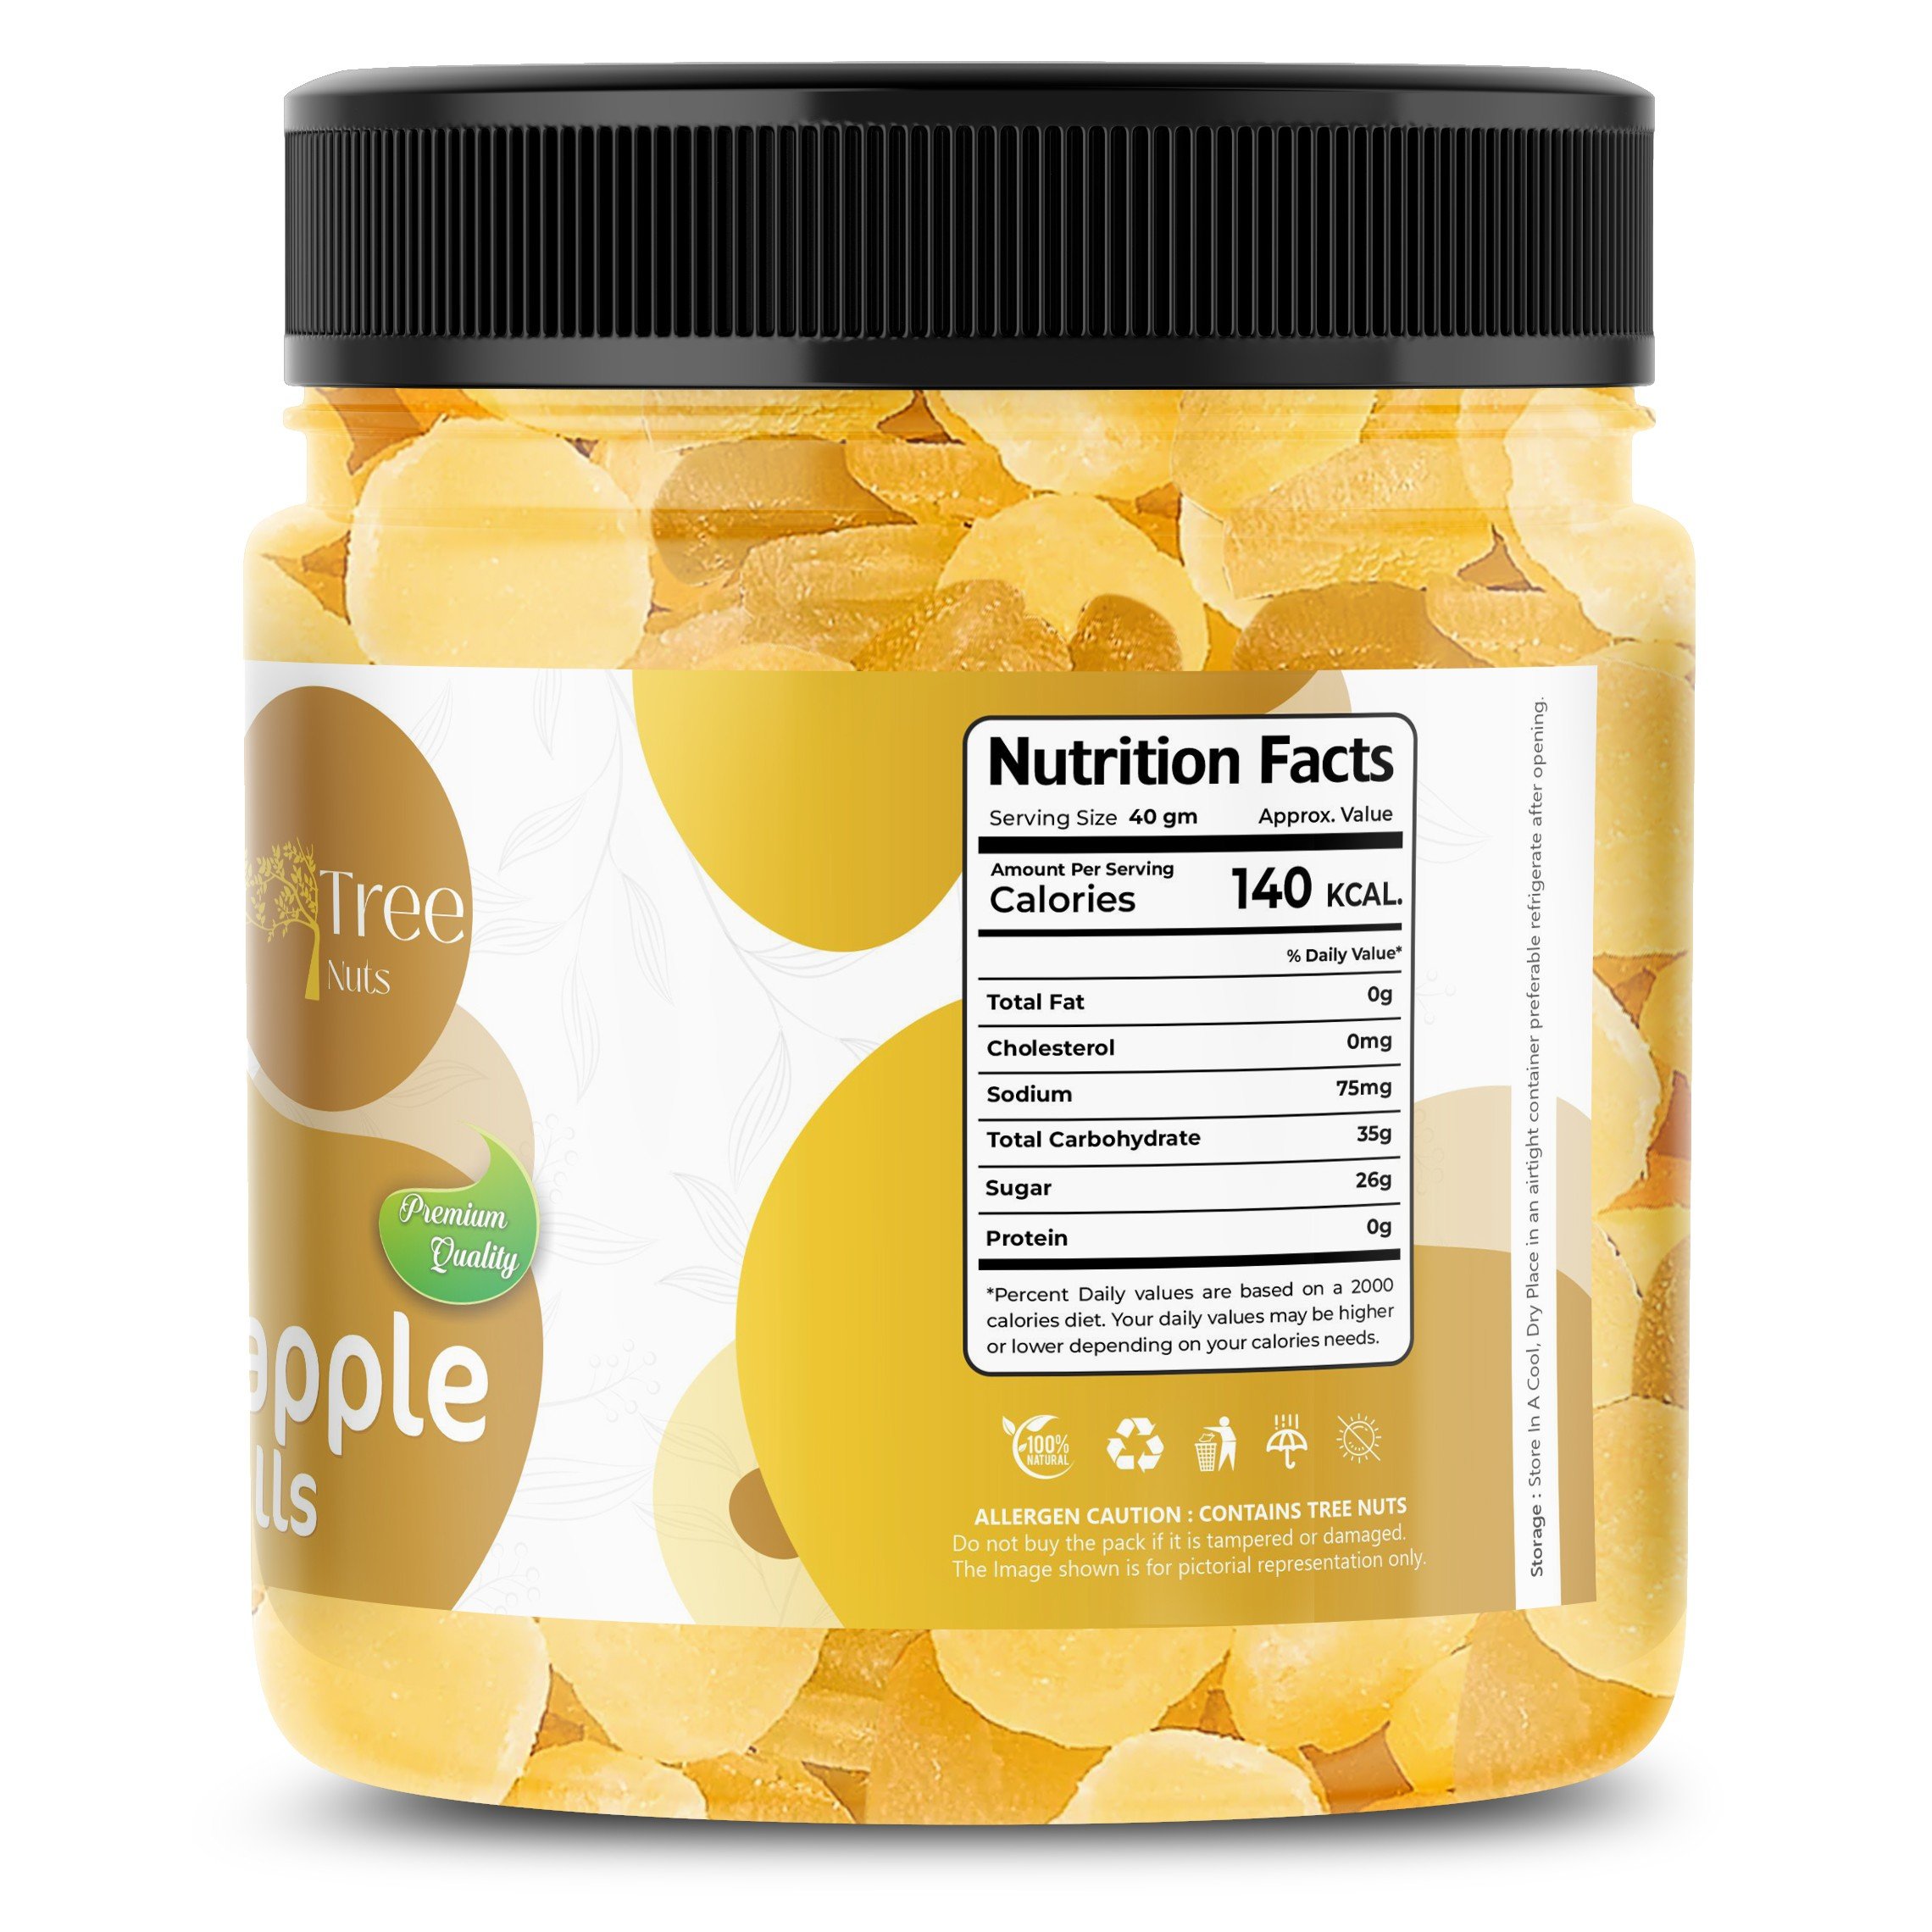 Tree
Nuts
Premium
Quality
apple
lls
Nutrition Facts
Serving Size 40 gm Approx. Value
Amount Per Serving
Calories 140 KCAL.
% Daily Value*
Total Fat 0g
Cholesterol 0mg
Sodium 75mg
Total Carbohydrate 35g
Sugar 26g
Protein 0g
*Percent Daily values are based on a 2000
calories diet. Your daily values may be higher
or lower depending on your calories needs.
100%
NATURAL
ALLERGEN CAUTION : CONTAINS TREE NUTS
Do not buy the pack if it is tampered or damaged.
The Image shown is for pictorial representation only.
Storage : Store In A Cool, Dry Place in an airtight container preferable refrigerate after opening.